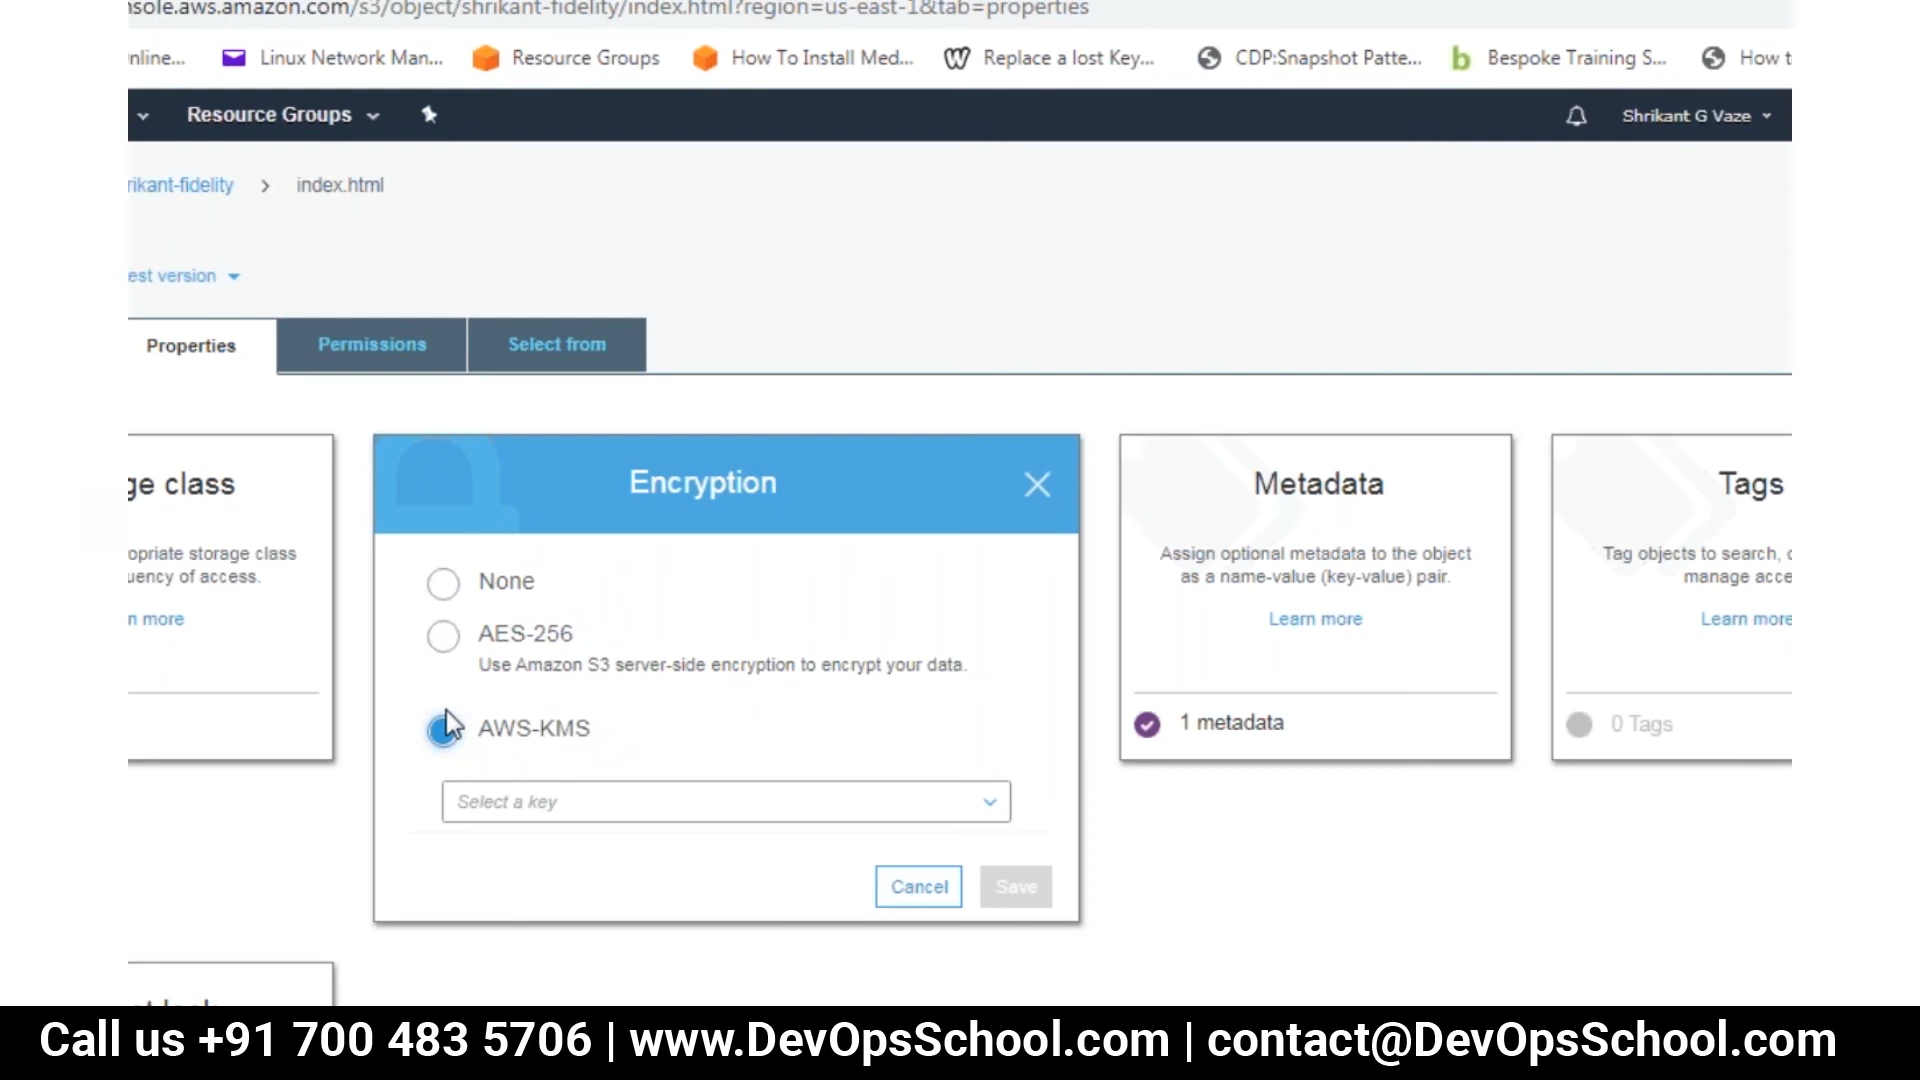 nsole.aws.amazon.com/s3/object/shrikant-fidelity/index.html?region=us-east-1&tab=properties
nline... Linux Network Man... Resource Groups How To Install Med... Replace a lost Key... CDP:Snapshot Patte... Bespoke Training S... How t
Resource Groups Shrikant G Vaze
rikant-fidelity > index.html
est version
Properties Permissions Select from
ge class
opriate storage class
uency of access.
n more
Encryption
None
AES-256
Use Amazon S3 server-side encryption to encrypt your data.
AWS-KMS
Select a key
Cancel Save
Metadata
Assign optional metadata to the object
as a name-value (key-value) pair.
Learn more
1 metadata
Tags
Tag objects to search, o
manage acce
Learn more
0 Tags
Call us +91 700 483 5706 | www.DevOpsSchool.com | contact@DevOpsSchool.com